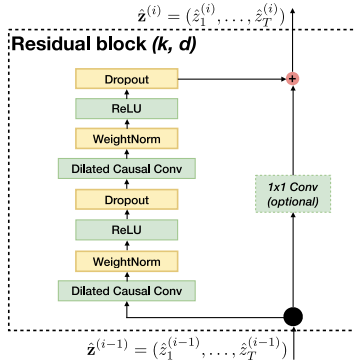 ẑ^(i) = (ẑ_1^(i), . . . , ẑ_T^(i))
Residual block (k, d)
Dropout
+
ReLU
WeightNorm
Dilated Causal Conv
1x1 Conv
(optional)
Dropout
ReLU
WeightNorm
Dilated Causal Conv
ẑ^(i−1) = (ẑ_1^(i−1), . . . , ẑ_T^(i−1))